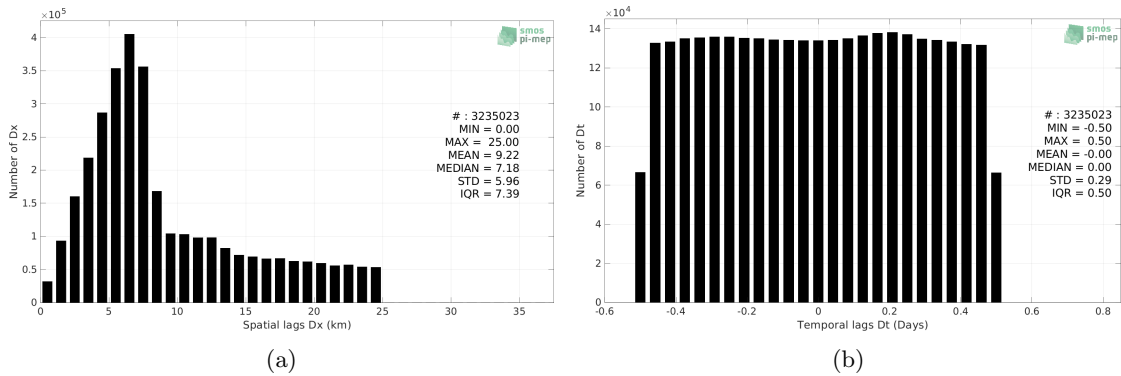 ×10⁵
4
3.5
3
2.5
2
1.5
1
0.5
0
Number of Dx
0 5 10 15 20 25 30 35
Spatial lags Dx (km)
smos
pi-mep
# : 3235023
MIN = 0.00
MAX = 25.00
MEAN = 9.22
MEDIAN = 7.18
STD = 5.96
IQR = 7.39
(a)
×10⁴
14
12
10
8
6
4
2
0
Number of Dt
-0.6 -0.4 -0.2 0 0.2 0.4 0.6 0.8
Temporal lags Dt (Days)
smos
pi-mep
# : 3235023
MIN = -0.50
MAX = 0.50
MEAN = -0.00
MEDIAN = 0.00
STD = 0.29
IQR = 0.50
(b)